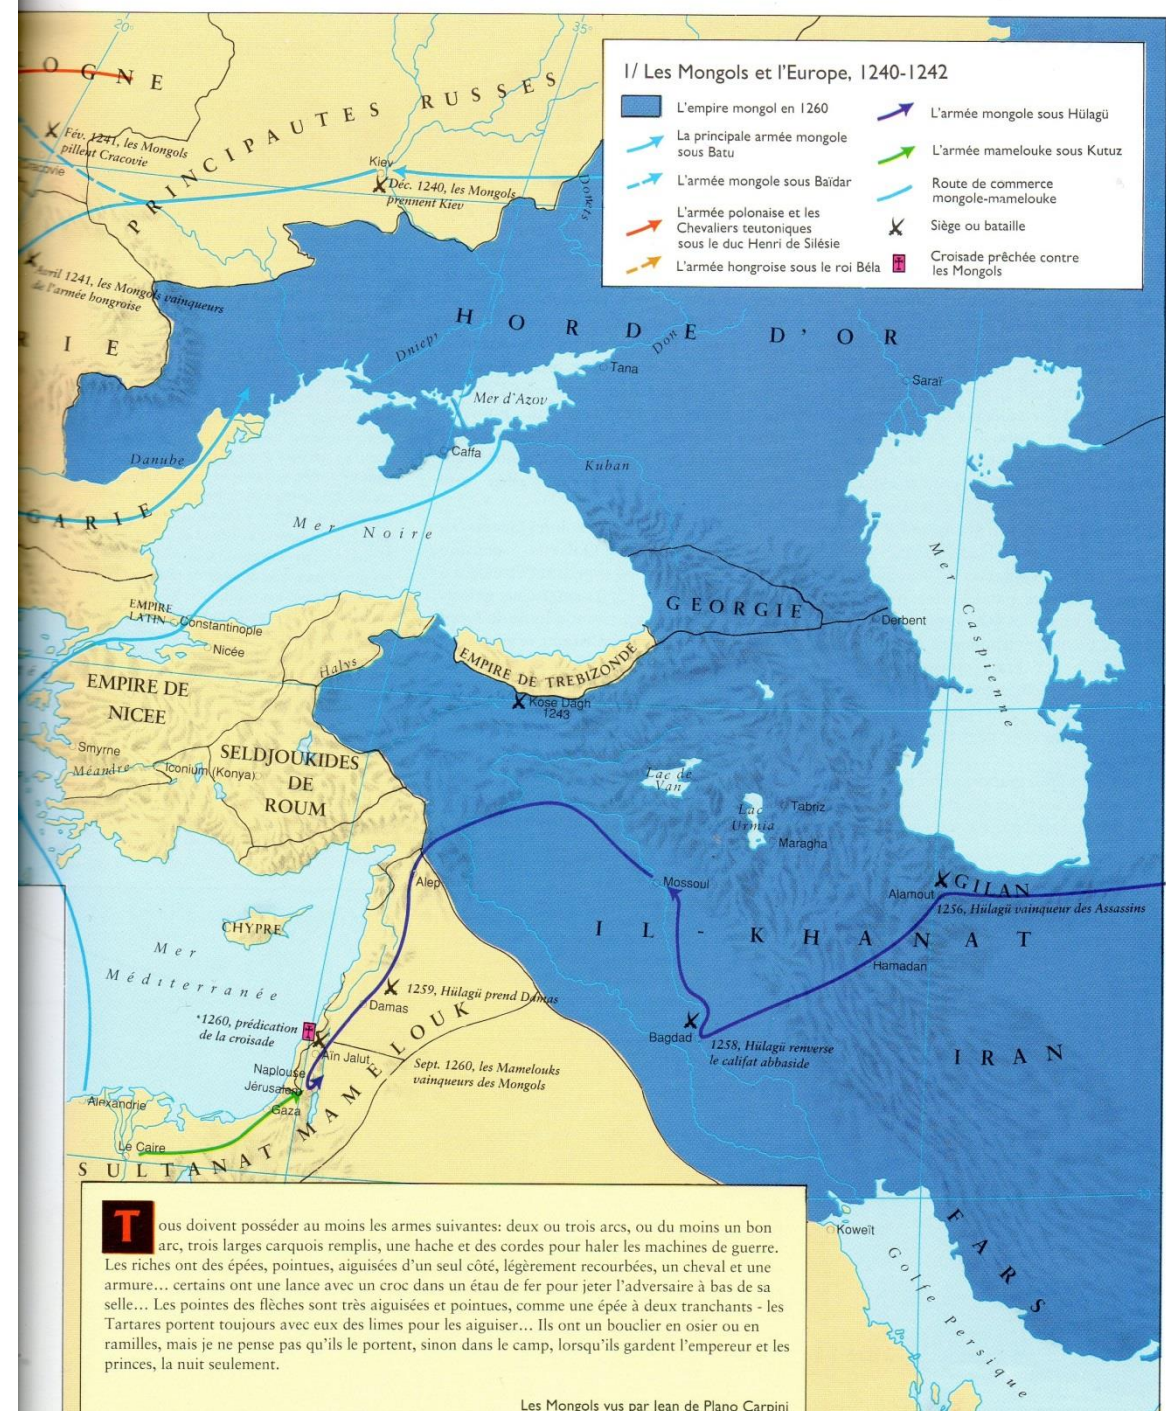 20°
35°
I/ Les Mongols et l'Europe, 1240-1242
L'empire mongol en 1260
La principale armée mongole
sous Batu
L'armée mongole sous Baïdar
L'armée polonaise et les
Chevaliers teutoniques
sous le duc Henri de Silésie
L'armée hongroise sous le roi Béla
L'armée mongole sous Hülagü
L'armée mamelouke sous Kutuz
Route de commerce
mongole-mamelouke
Siège ou bataille
Croisade prêchée contre
les Mongols
OGNE
PRINCIPAUTES RUSSES
Fév. 1241, les Mongols
pillent Cracovie
Kiev
Déc. 1240, les Mongols
prennent Kiev
Donets
Avril 1241, les Mongols vainqueurs
de l'armée hongroise
RIE
HORDE D'OR
Dniepr
Don
Tana
Saraï
Mer d'Azov
Caffa
Kuban
Danube
GARIE
Mer Noire
Mer Caspienne
GEORGIE
Derbent
EMPIRE
LATIN
Constantinople
Nicée
Halys
EMPIRE DE TREBIZONDE
Köse Dagh
1243
40
EMPIRE DE
NICEE
Smyrne
Méandre
Iconium (Konya)
SELDJOUKIDES
DE
ROUM
Lac de
Van
Lac
Urmia
Tabriz
Maragha
Alep
Mossoul
Alamout
GILAN
1256, Hülagü vainqueur des Assassins
CHYPRE
IL-KHANAT
Hamadan
Mer
Méditerranée
1259, Hülagü prend Damas
Damas
*1260, prédication
de la croisade
Bagdad
1258, Hülagü renverse
le califat abbaside
IRAN
Aïn Jalut
Sept. 1260, les Mamelouks
vainqueurs des Mongols
Naplouse
Jérusalem
Gaza
Alexandrie
Le Caire
SULTANAT MAMELOUK
30
Koweït
FARS
Golfe Persique
Tous doivent posséder au moins les armes suivantes: deux ou trois arcs, ou du moins un bon
arc, trois larges carquois remplis, une hache et des cordes pour haler les machines de guerre.
Les riches ont des épées, pointues, aiguisées d'un seul côté, légèrement recourbées, un cheval et une
armure... certains ont une lance avec un croc dans un étau de fer pour jeter l'adversaire à bas de sa
selle... Les pointes des flèches sont très aiguisées et pointues, comme une épée à deux tranchants - les
Tartares portent toujours avec eux des limes pour les aiguiser... Ils ont un bouclier en osier ou en
ramilles, mais je ne pense pas qu'ils le portent, sinon dans le camp, lorsqu'ils gardent l'empereur et les
princes, la nuit seulement.
Les Mongols vus par Jean de Plano Carpini